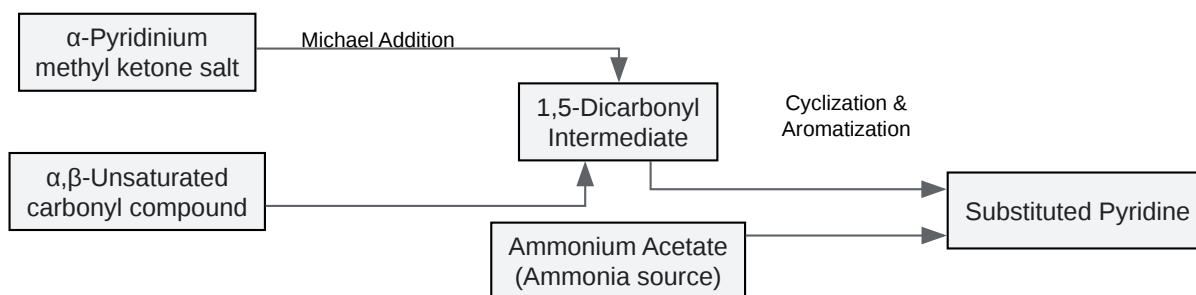 α-Pyridinium
methyl ketone salt
Michael Addition
1,5-Dicarbonyl
Intermediate
Cyclization &
Aromatization
α,β-Unsaturated
carbonyl compound
Substituted Pyridine
Ammonium Acetate
(Ammonia source)